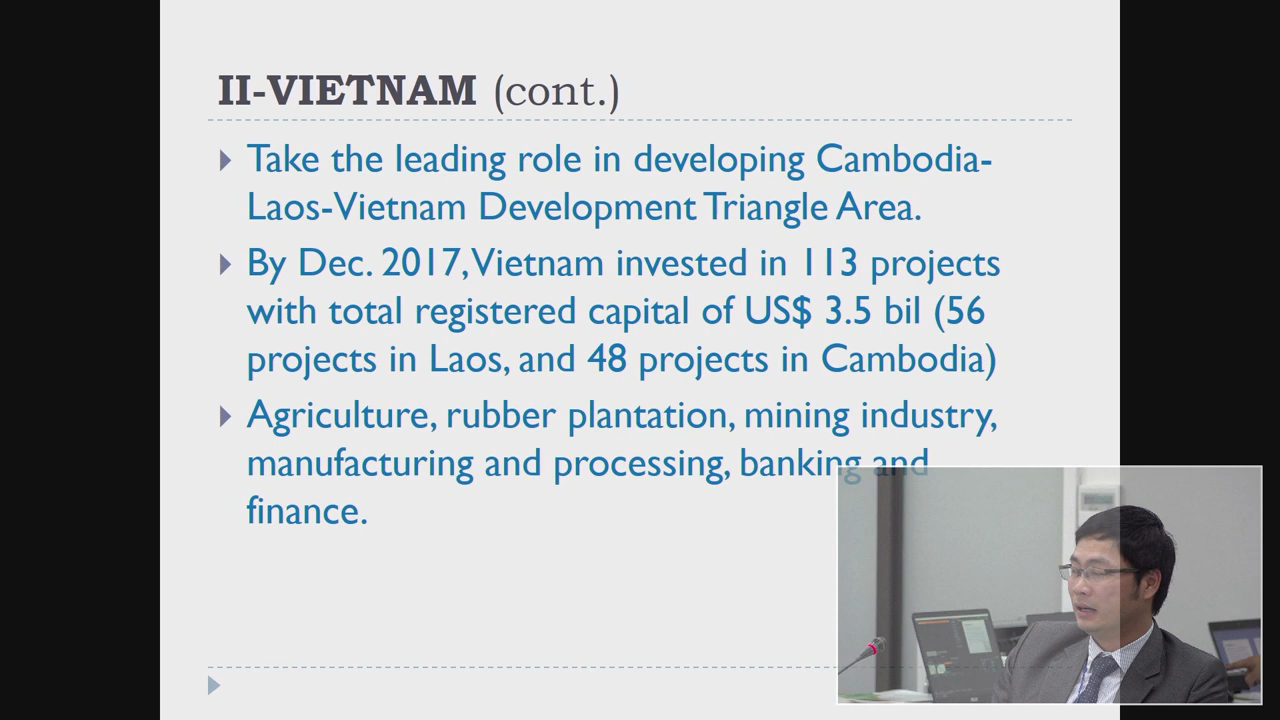 II-VIETNAM (cont.)
Take the leading role in developing Cambodia-
Laos-Vietnam Development Triangle Area.
By Dec. 2017, Vietnam invested in 113 projects
with total registered capital of US$ 3.5 bil (56
projects in Laos, and 48 projects in Cambodia)
Agriculture, rubber plantation, mining industry,
manufacturing and processing, banking and
finance.